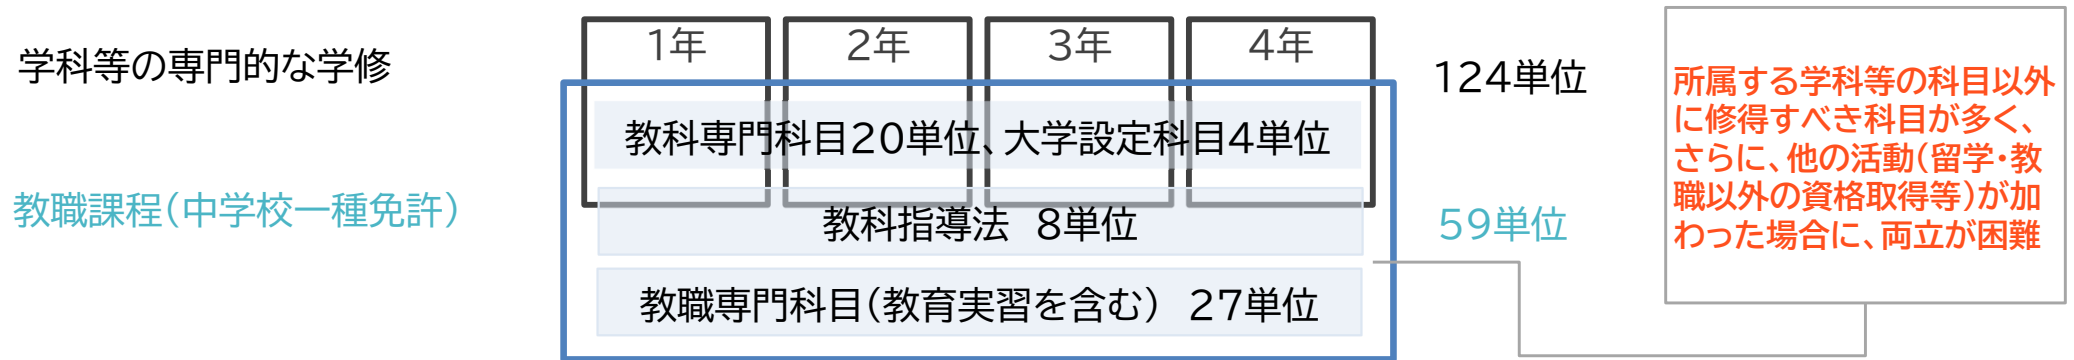 学科等の専門的な学修
1年 2年 3年 4年
124単位
教科専門科目20単位、大学設定科目4単位
教職課程(中学校一種免許)
教科指導法 8単位
59単位
教職専門科目(教育実習を含む) 27単位
所属する学科等の科目以外
に修得すべき科目が多く、
さらに、他の活動(留学・教
職以外の資格取得等)が加
わった場合に、両立が困難